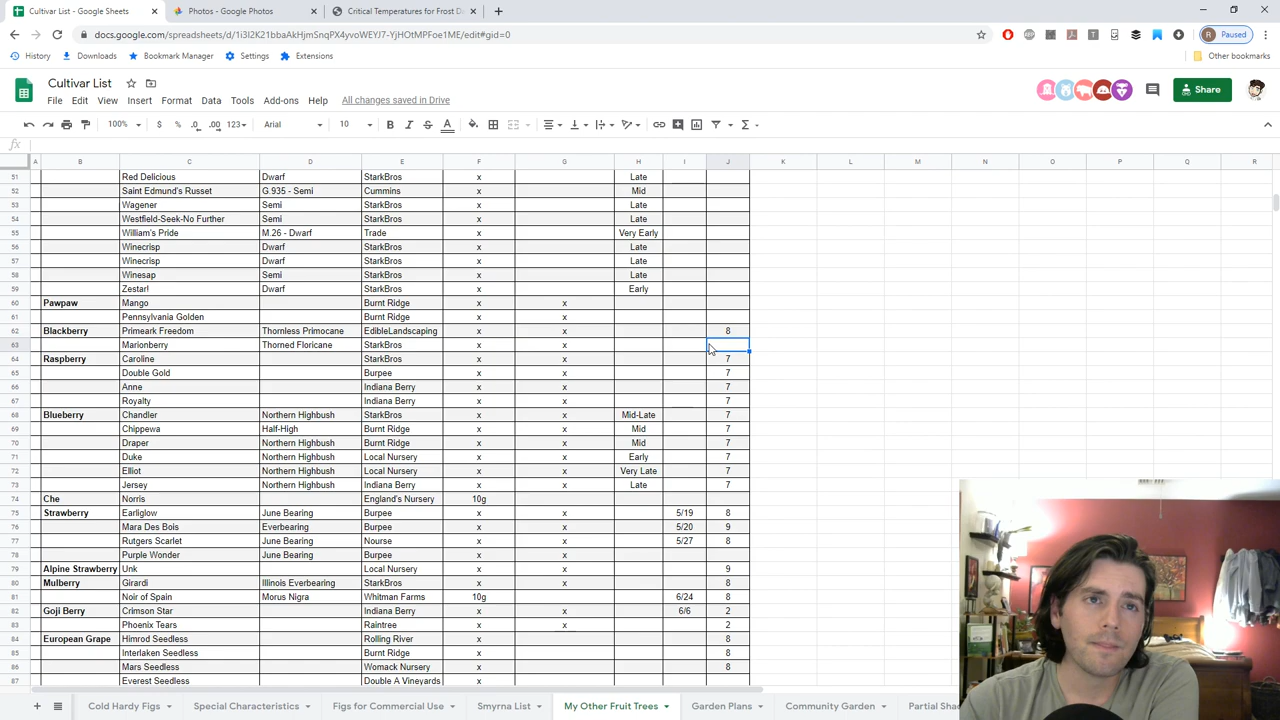 Cultivar List - Google Sheets × Photos - Google Photos × Critical Temperatures for Frost D × +
docs.google.com/spreadsheets/d/1i3I2K21bbaAkHjmSnqPX4yvoWEYJ7-YjHOtMPFoe1ME/edit#gid=0 R Paused
History Downloads Bookmark Manager Settings Extensions Other bookmarks
Cultivar List
File Edit View Insert Format Data Tools Add-ons Help All changes saved in Drive Share
100% $ % .0 .00 123 Arial 10 B I S A
fx
A B C D E F G H I J K L M N O P Q R
51 Red Delicious Dwarf StarkBros x Late
52 Saint Edmund's Russet G.935 - Semi Cummins x Mid
53 Wagener Semi StarkBros x Late
54 Westfield-Seek-No Further Semi StarkBros x Late
55 William's Pride M.26 - Dwarf Trade x Very Early
56 Winecrisp Dwarf StarkBros x Late
57 Winecrisp Dwarf StarkBros x Late
58 Winesap Semi StarkBros x Late
59 Zestar! Dwarf StarkBros x Early
60 Pawpaw Mango Burnt Ridge x x
61 Pennsylvania Golden Burnt Ridge x x
62 Blackberry Primeark Freedom Thornless Primocane EdibleLandscaping x x 8
63 Marionberry Thorned Floricane StarkBros x x
64 Raspberry Caroline StarkBros x x 7
65 Double Gold Burpee x x 7
66 Anne Indiana Berry x x 7
67 Royalty Indiana Berry x x 7
68 Blueberry Chandler Northern Highbush StarkBros x x Mid-Late 7
69 Chippewa Half-High Burnt Ridge x x Mid 7
70 Draper Northern Highbush Burnt Ridge x x Mid 7
71 Duke Northern Highbush Local Nursery x x Early 7
72 Elliot Northern Highbush Local Nursery x x Very Late 7
73 Jersey Northern Highbush Burnt Ridge x x Late 7
74 Che Norris England's Nursery 10g
75 Strawberry Earliglow June Bearing Burpee x x 5/19 8
76 Mara Des Bois Everbearing Burpee x x 5/20 9
77 Rutgers Scarlet June Bearing Nourse x x 5/27 8
78 Purple Wonder June Bearing Burpee x x
79 Alpine Strawberry Unk Local Nursery x x 9
80 Mulberry Girardi Illinois Everbearing StarkBros x x 8
81 Noir of Spain Morus Nigra Whitman Farms 10g 6/24 8
82 Goji Berry Crimson Star Indiana Berry x x 6/6 2
83 Phoenix Tears Raintree x x 2
84 European Grape Himrod Seedless Rolling River x 8
85 Interlaken Seedless Burnt Ridge x 8
86 Mars Seedless Womack Nursery x 8
87 Everest Seedless Double A Vineyards x
+ Cold Hardy Figs Special Characteristics Figs for Commercial Use Smyrna List My Other Fruit Trees Garden Plans Community Garden Partial Sha